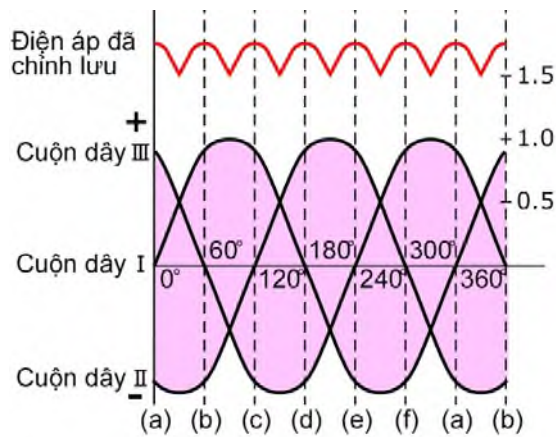 Điện áp đã
chỉnh lưu
1.5
+
1.0
Cuộn dây III
0.5
60° 180° 300°
Cuộn dây I
0° 120° 240° 360°
Cuộn dây II
-
(a) (b) (c) (d) (e) (f) (a) (b)